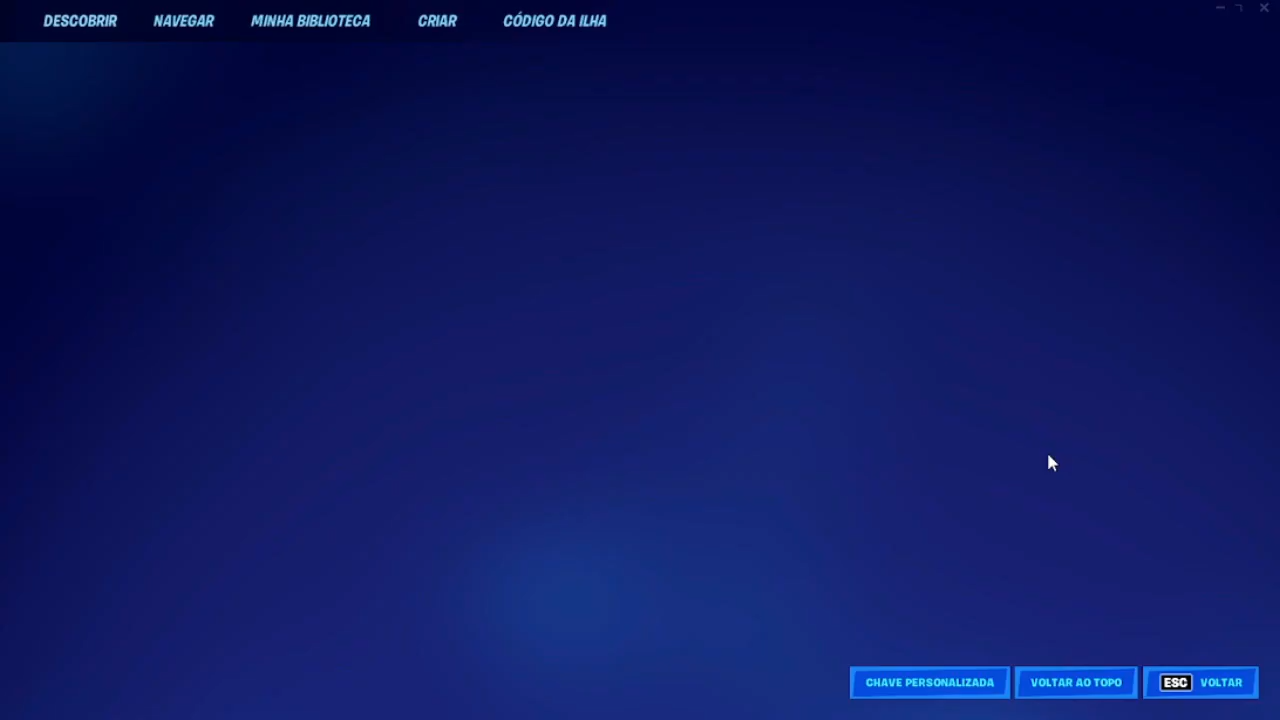 DESCOBRIR NAVEGAR MINHA BIBLIOTECA CRIAR CÓDIGO DA ILHA
CHAVE PERSONALIZADA VOLTAR AO TOPO ESC VOLTAR